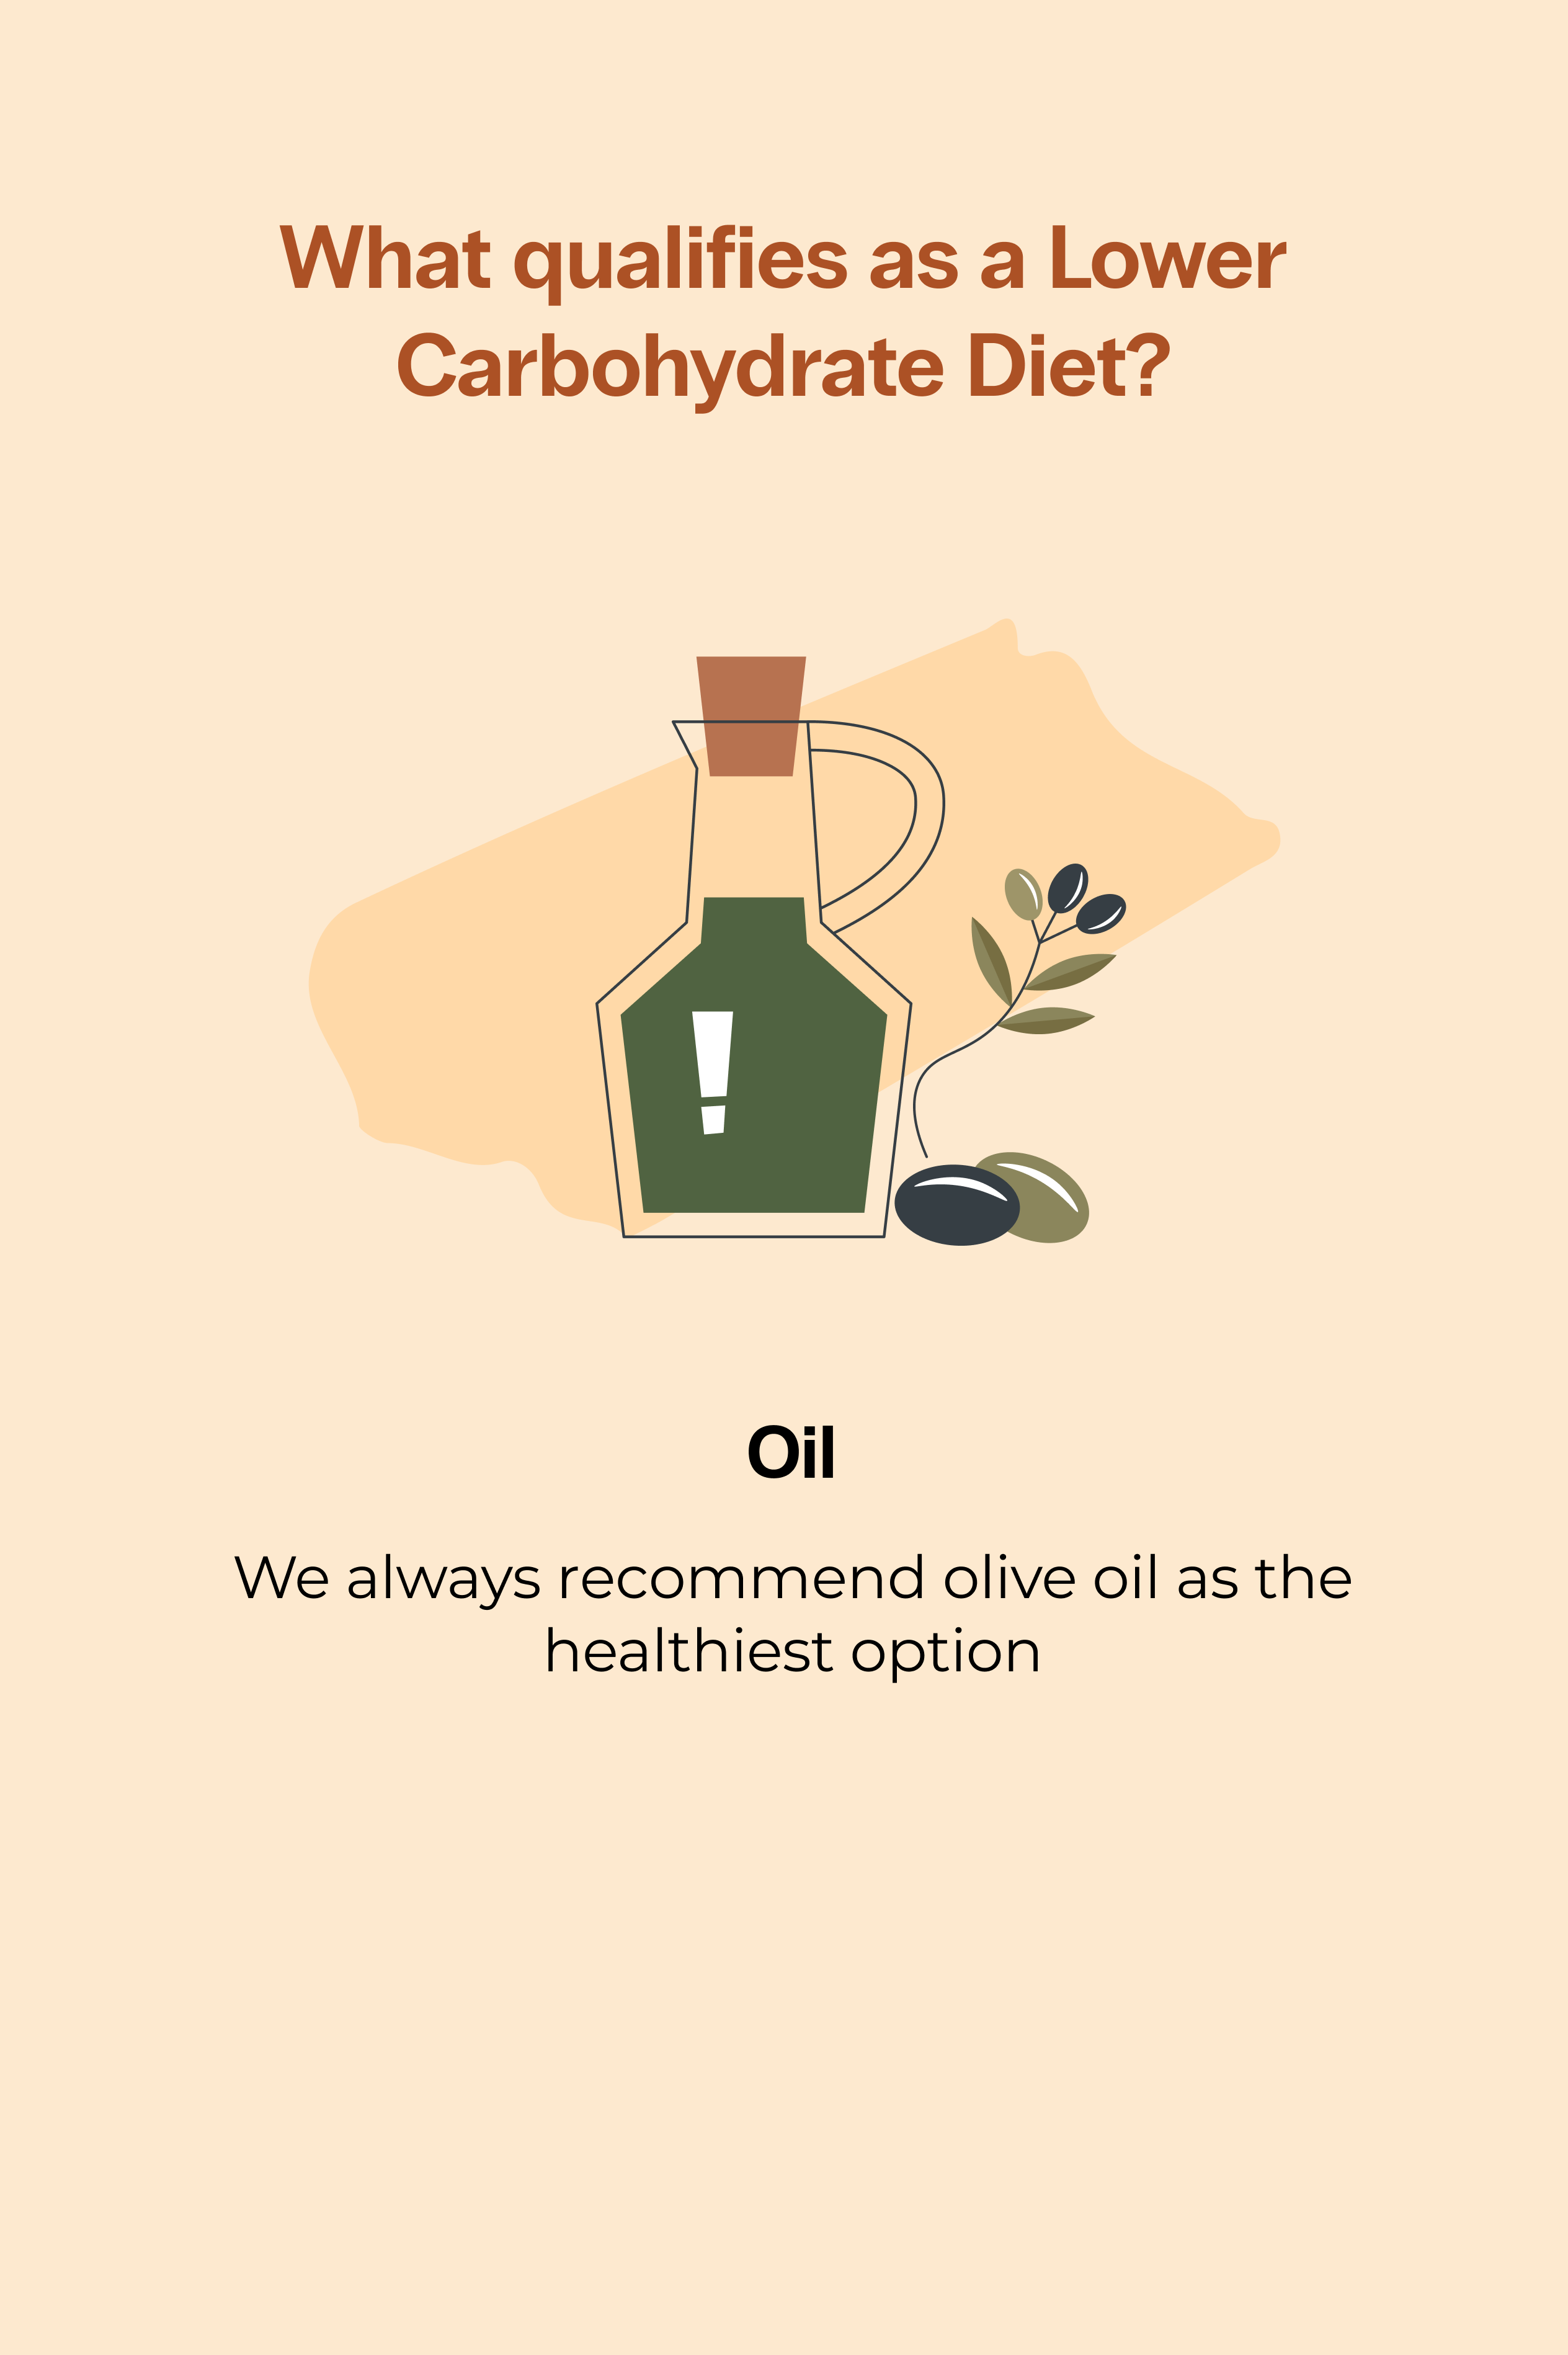 What qualifies as a Lower
Carbohydrate Diet?
Oil
We always recommend olive oil as the
healthiest option